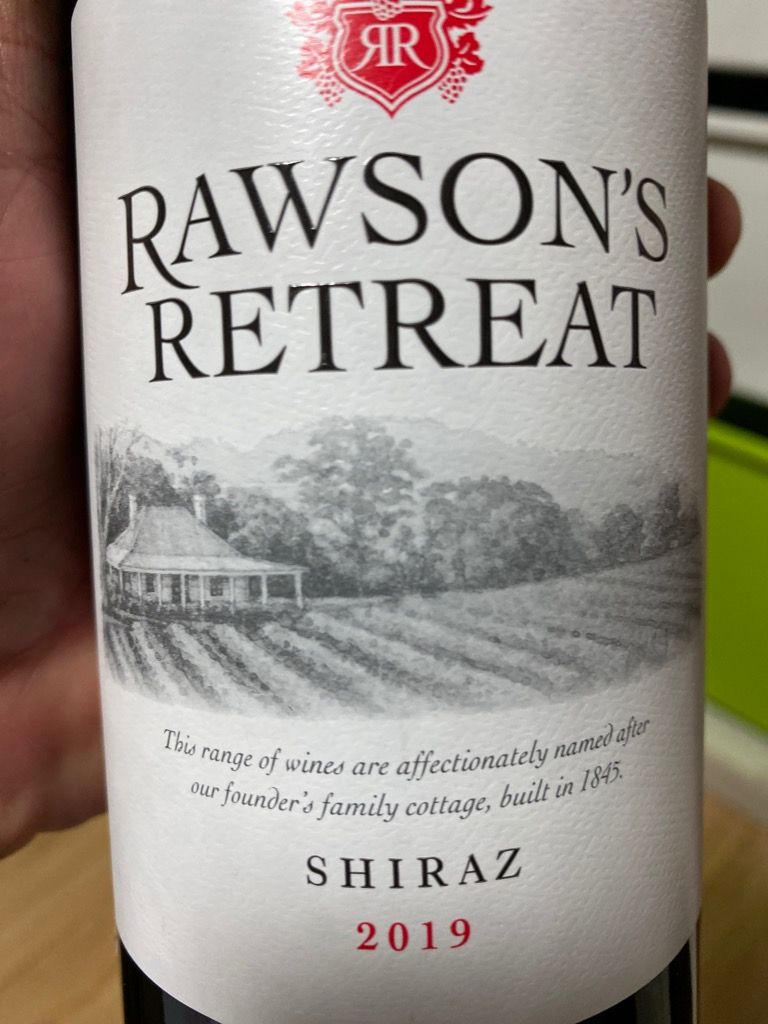 RR
RAWSON'S
RETREAT
This range of wines are affectionately named after
our founder's family cottage, built in 1845.
SHIRAZ
2019